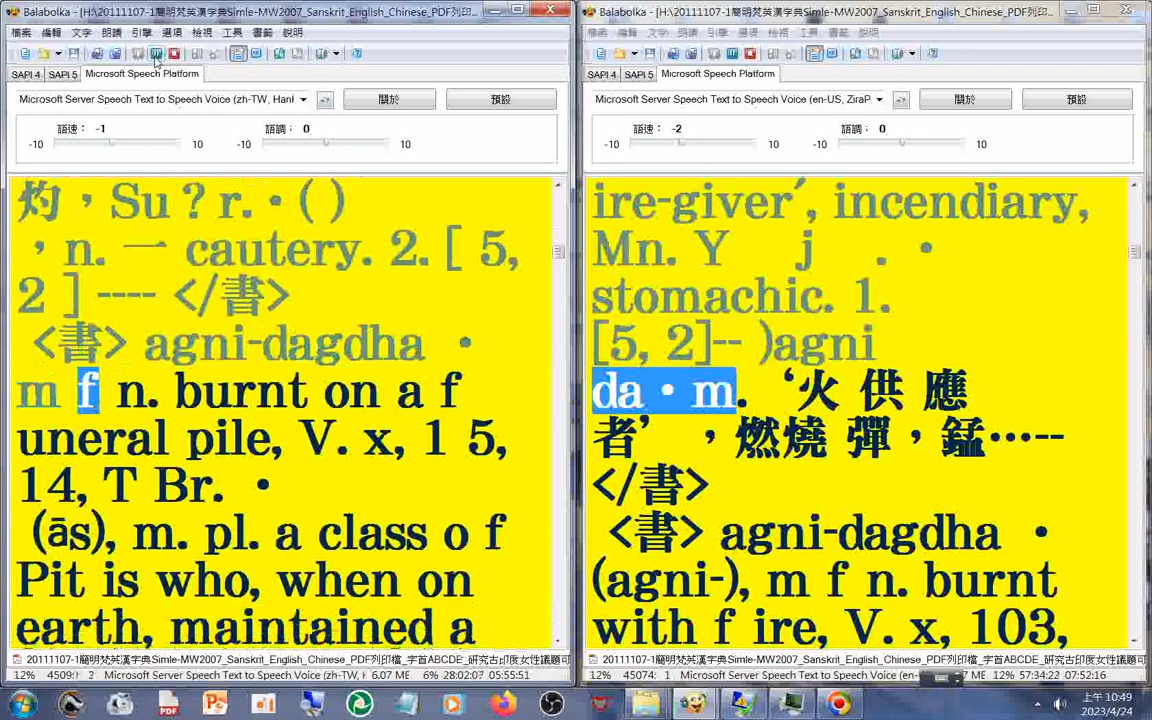 Balabolka - [H:\20111107-1簡明梵英漢字典Simle-MW2007_Sanskrit_English_Chinese_PDF列印...
檔案 編輯 文字 朗讀 引擎 選項 檢視 工具 書籤 說明
SAPI 4 SAPI 5 Microsoft Speech Platform
Microsoft Server Speech Text to Speech Voice (zh-TW, Han 關於 預設
語速： -1 語調： 0
-10 10 -10 10
灼，Su ? r. • ( )
，n. 一 cautery. 2. [ 5,
2 ] ---- </書>
<書> agni-dagdha •
m f n. burnt on a f
uneral pile, V. x, 1 5,
14, T Br. •
(ās), m. pl. a class o f
Pit is who, when on
earth, maintained a
20111107-1簡明梵英漢字典Simle-MW2007_Sanskrit_English_Chinese_PDF列印檔_字首ABCDE_研究古印度女性議題可
12% 4509 2 Microsoft Server Speech Text to Speech Voice (zh-TW, H 6.07 ME 6% 28:02:07 05:55:51
Balabolka - [H:\20111107-1簡明梵英漢字典Simle-MW2007_Sanskrit_English_Chinese_PDF列印...
檔案 編輯 文字 朗讀 引擎 選項 檢視 工具 書籤 說明
SAPI 4 SAPI 5 Microsoft Speech Platform
Microsoft Server Speech Text to Speech Voice (en-US, ZiraP 關於 預設
語速： -2 語調： 0
-10 10 -10 10
ire-giver′, incendiary,
Mn. Y j . •
stomachic. 1.
[5, 2]-- )agni
da • m. ‘火 供 應
者’ ，燃燒 彈，錳…--
</書>
<書> agni-dagdha •
(agni-), m f n. burnt
with f ire, V. x, 103,
20111107-1簡明梵英漢字典Simle-MW2007_Sanskrit_English_Chinese_PDF列印檔_字首ABCDE_研究古印度女性議題可
12% 45074 2 Microsoft Server Speech Text to Speech Voice (en-U 12% 57:34:22 07:52:16
上午 10:49
2023/4/24